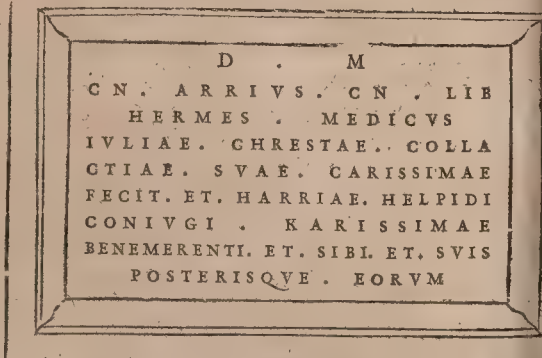 D . M
CN . ARRIVS . CN . LIB
HERMES . MEDICVS
IVLIAE . GHRESTAE . COLLA
CTIAE . SVAE . CARISSIMAE
FECIT . ET . HARRIAE . HELPIDI
CONIVGI . KARISSIMAE
BENEMERENTI . ET . SIBI . ET . SVIS
POSTERISQVE . EORVM